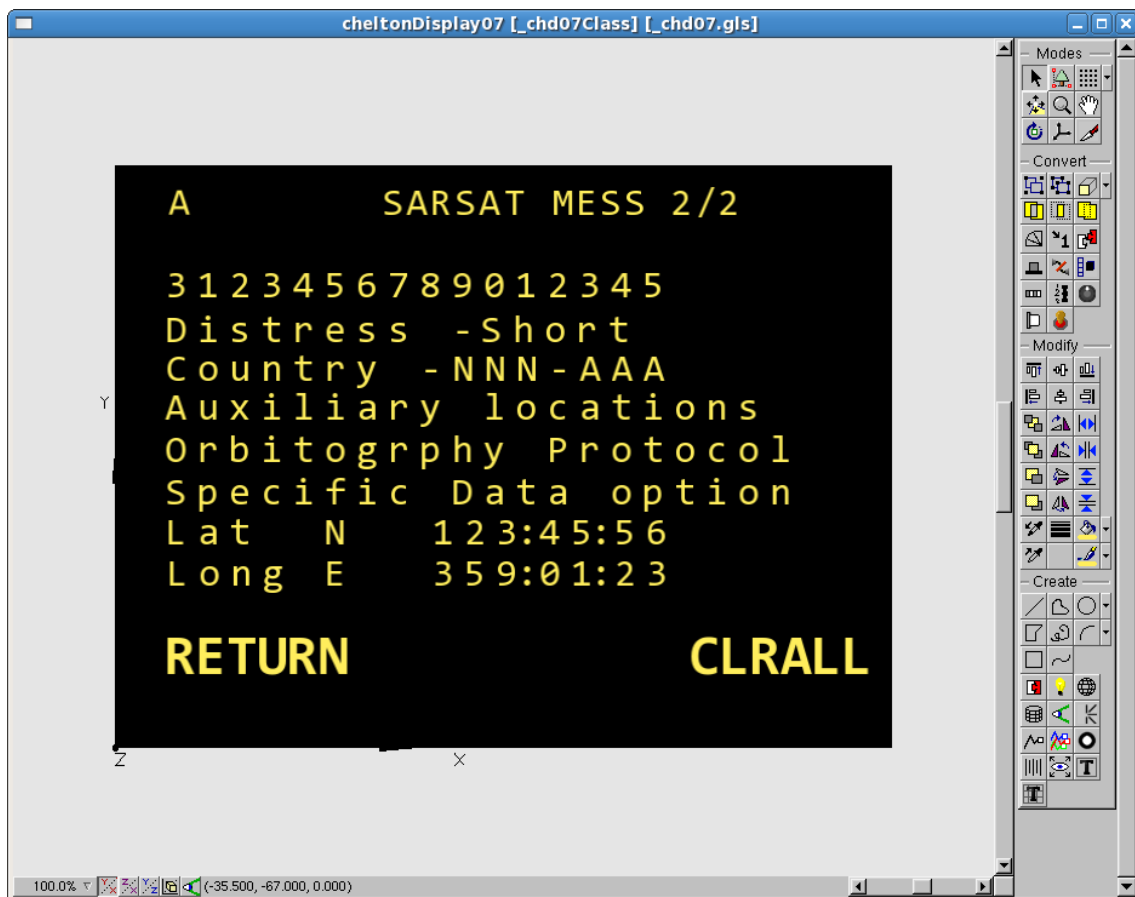 cheltonDisplay07 [_chd07Class] [_chd07.gls]
Modes
Convert
1
Modify
Create
T
T
A SARSAT MESS 2/2
3123456789012345
Distress -Short
Country -NNN-AAA
Auxiliary locations
Orbitogrphy Protocol
Specific Data option
Lat N 123:45:56
Long E 359:01:23
RETURN CLRALL
Y
Z
X
100.0% (-35.500, -67.000, 0.000)